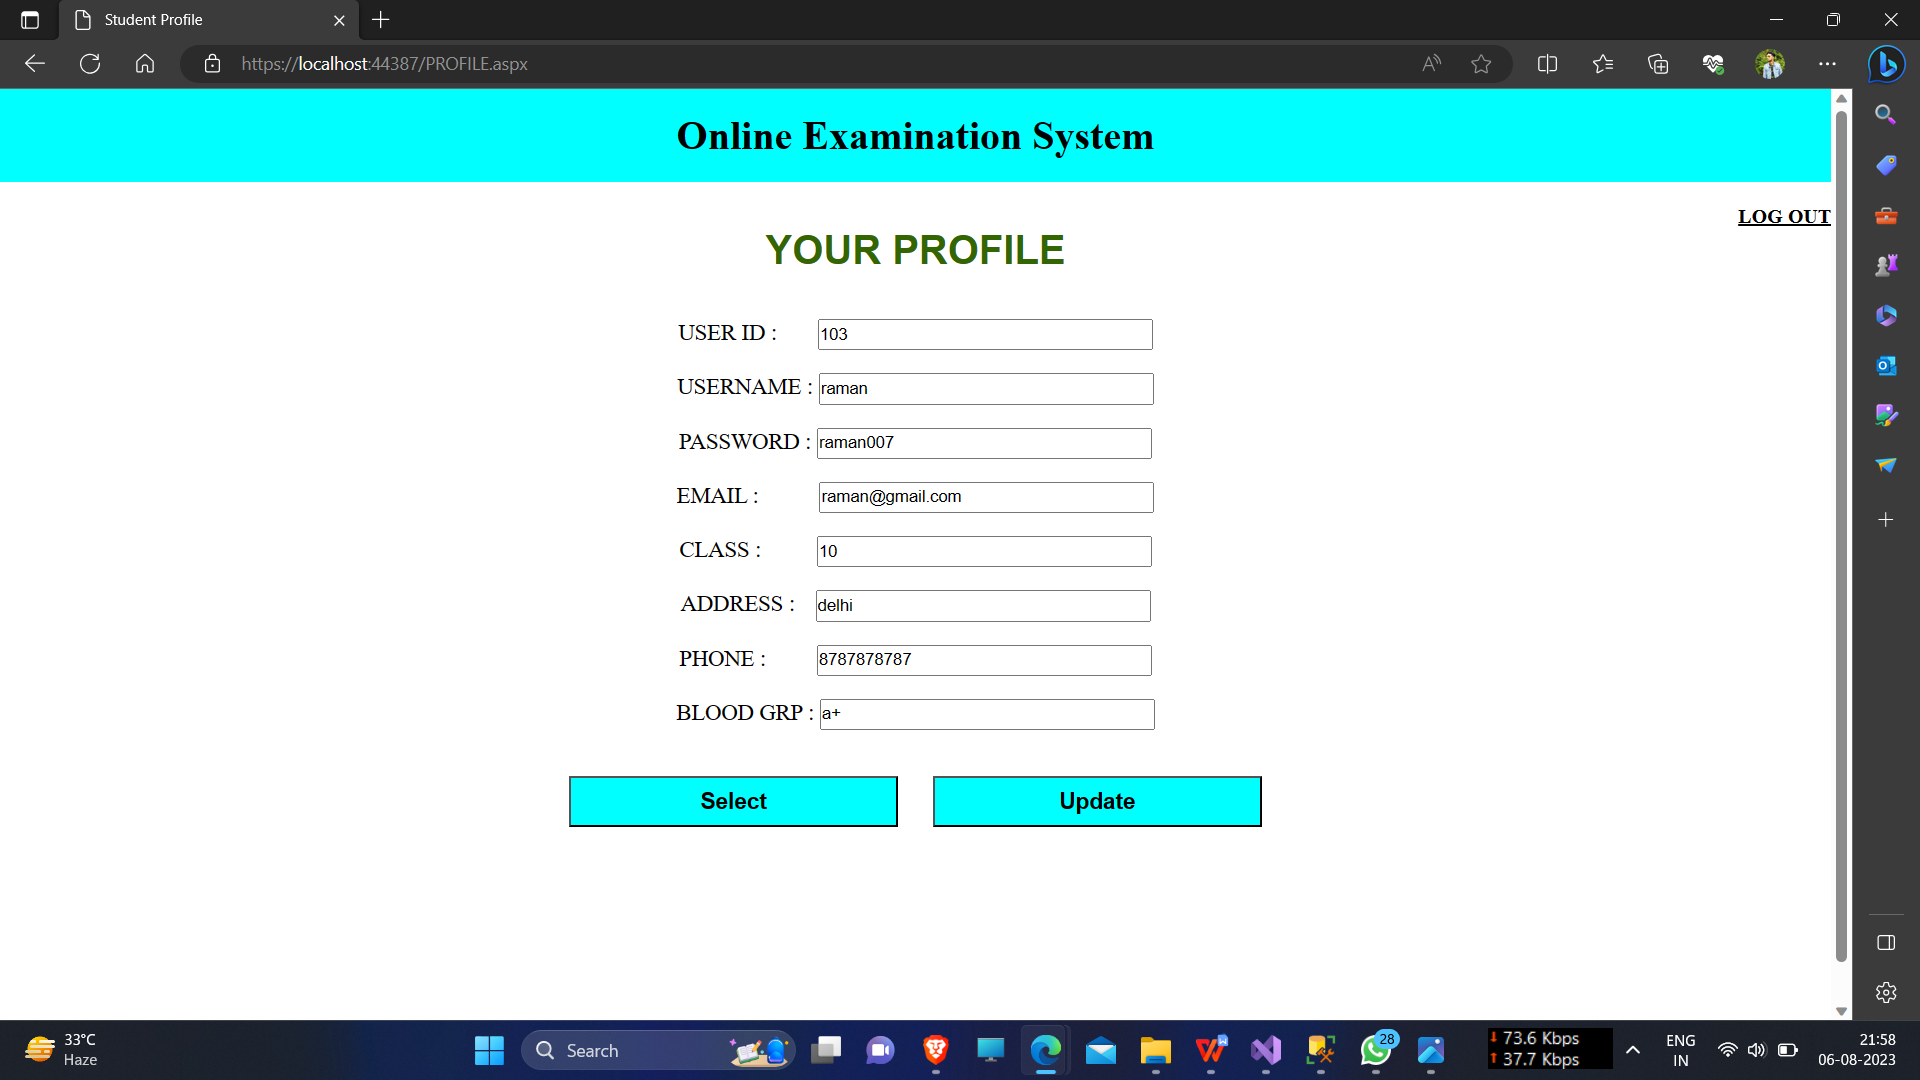 Student Profile
https://localhost:44387/PROFILE.aspx
Online Examination System
LOG OUT
YOUR PROFILE
USER ID : 103
USERNAME : raman
PASSWORD : raman007
EMAIL : raman@gmail.com
CLASS : 10
ADDRESS : delhi
PHONE : 8787878787
BLOOD GRP : a+
Select Update
33°C
Haze
Search
28
73.6 Kbps
37.7 Kbps
ENG
IN
21:58
06-08-2023